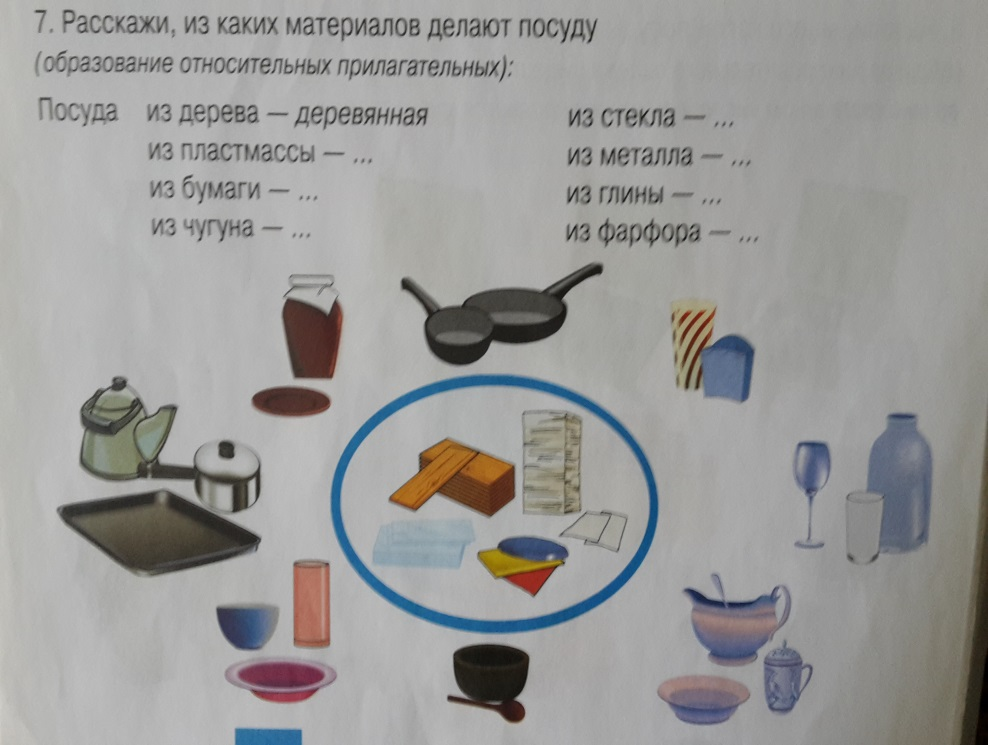 7. Расскажи, из каких материалов делают посуду
(образование относительных прилагательных):
Посуда из дерева — деревянная
из пластмассы — ...
из бумаги — ...
из чугуна — ...
из стекла — ...
из металла — ...
из глины — ...
из фарфора — ...